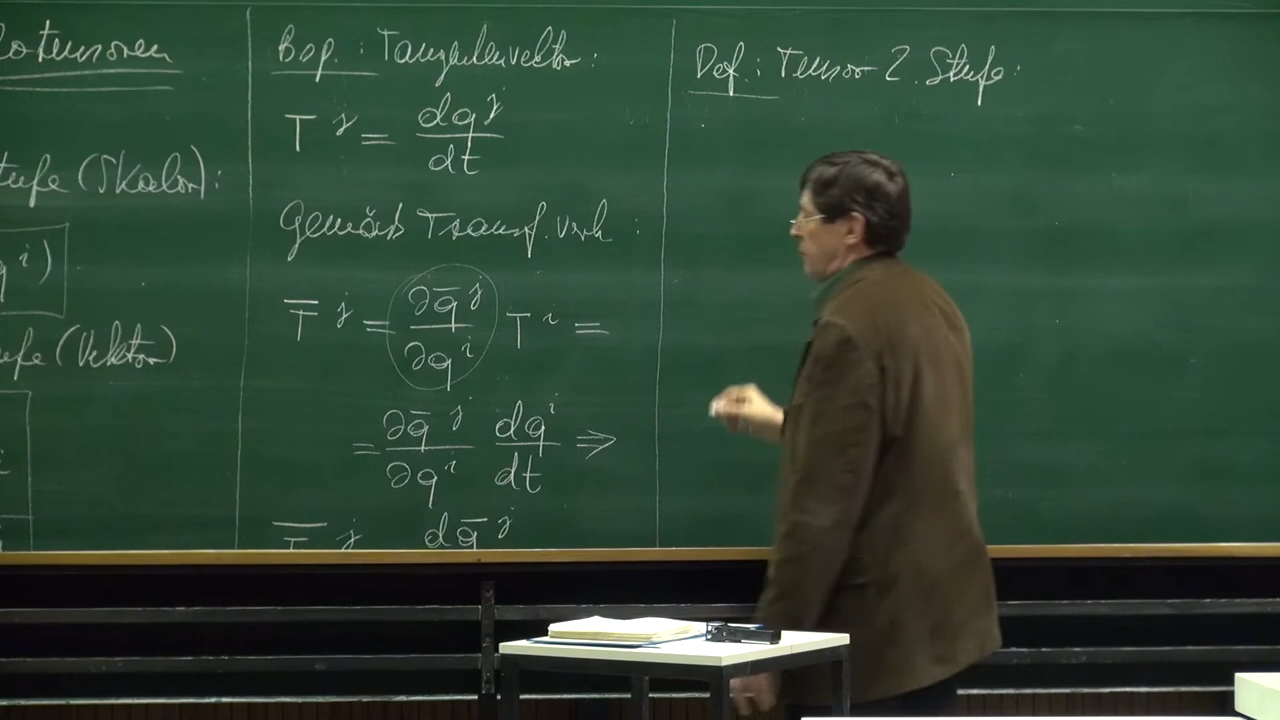 otensoren
tufe (Skalar):
q^i)
ufe (Vektor)
i
Bsp.: Tangentenvektor:
T^j = dq^j/dt
Gemäß Transf. verh:
T̅^j = ∂q̅^j/∂q^i T^i =
= ∂q̅^j/∂q^i dq^i/dt ⇒
T̅^j dq̅^j
Def.: Tensor 2. Stufe: